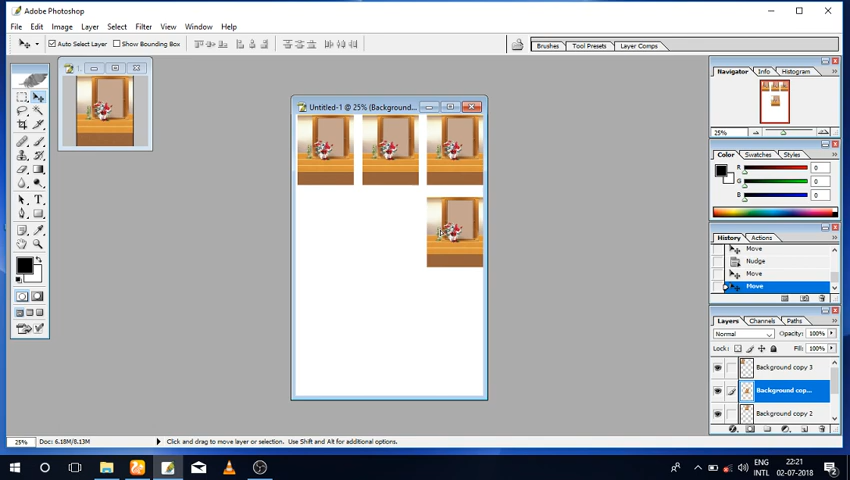 Adobe Photoshop
File Edit Image Layer Select Filter View Window Help
Auto Select Layer Show Bounding Box
Brushes Tool Presets Layer Comps
Untitled-1 @ 25% (Background...
Navigator Info Histogram
25%
Color Swatches Styles
R 0
G 0
B 0
History Actions
Move
Nudge
Move
Move
Layers Channels Paths
Normal Opacity: 100%
Lock: Fill: 100%
Background copy 3
Background cop...
Background copy 2
25% Doc: 6.18M/8.13M Click and drag to move layer or selection. Use Shift and Alt for additional options.
ENG
INTL
22:21
02-07-2018
2